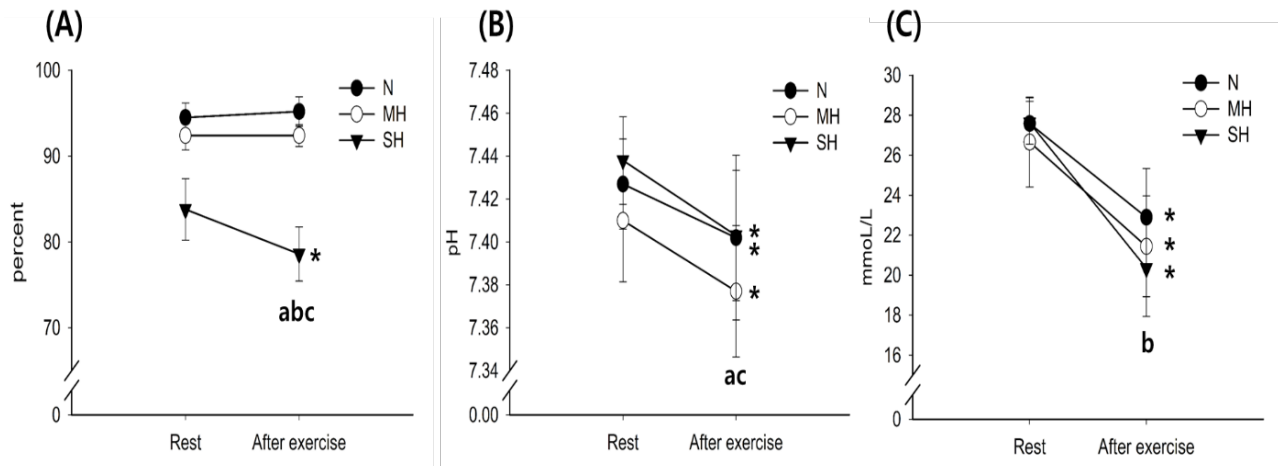 (A)
100
90
80
70
0
percent
N
MH
SH
*
abc
Rest After exercise
(B)
7.48
7.46
7.44
7.42
7.40
7.38
7.36
7.34
0.00
pH
N
MH
SH
*
*
*
ac
Rest After exercise
(C)
30
28
26
24
22
20
18
16
0
mmoL/L
N
MH
SH
*
*
*
b
Rest After exercise